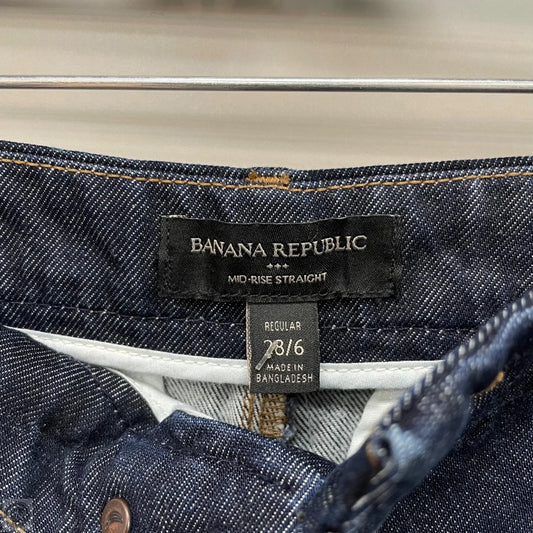 BANANA REPUBLIC
MID-RISE STRAIGHT
REGULAR
28/6
MADE IN
BANGLADESH